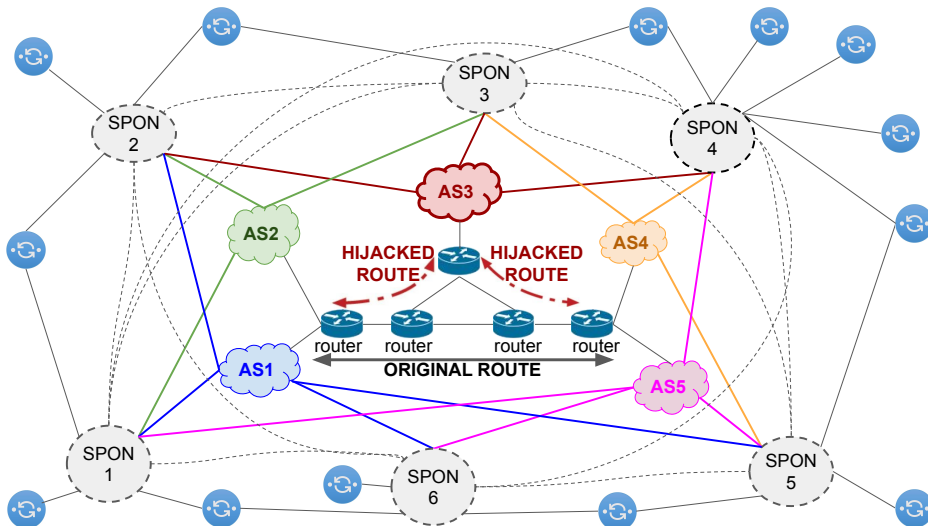 SPON
3
SPON
2
SPON
4
AS3
AS2
AS4
HIJACKED
ROUTE
HIJACKED
ROUTE
router
router
router
router
ORIGINAL ROUTE
AS1
AS5
SPON
1
SPON
6
SPON
5